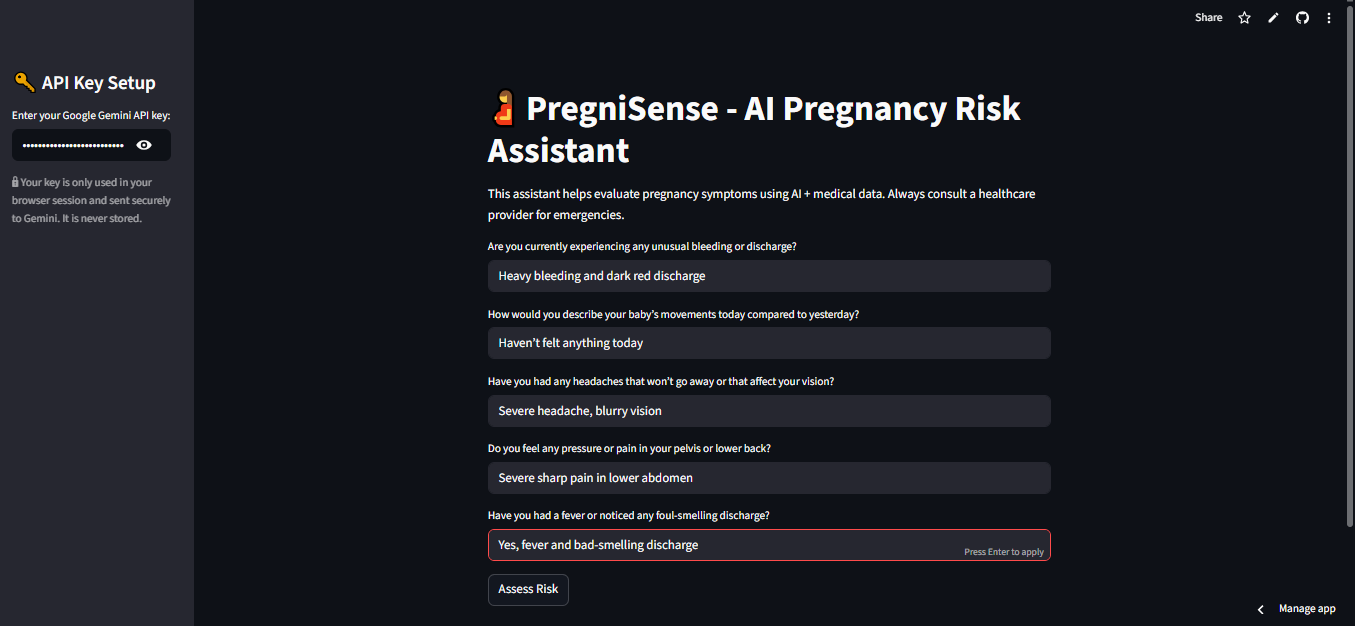 Share
API Key Setup
Enter your Google Gemini API key:
Your key is only used in your
browser session and sent securely
to Gemini. It is never stored.
PregniSense - AI Pregnancy Risk
Assistant
This assistant helps evaluate pregnancy symptoms using AI + medical data. Always consult a healthcare
provider for emergencies.
Are you currently experiencing any unusual bleeding or discharge?
Heavy bleeding and dark red discharge
How would you describe your baby’s movements today compared to yesterday?
Haven’t felt anything today
Have you had any headaches that won’t go away or that affect your vision?
Severe headache, blurry vision
Do you feel any pressure or pain in your pelvis or lower back?
Severe sharp pain in lower abdomen
Have you had a fever or noticed any foul-smelling discharge?
Yes, fever and bad-smelling discharge
Press Enter to apply
Assess Risk
Manage app